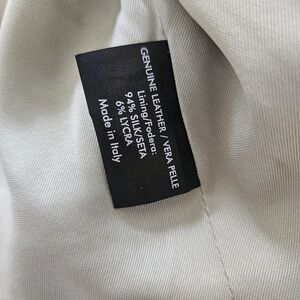 GENUINE LEATHER / VERA PELLE
Lining/Fodera:
94% SILK/SETA
6% LYCRA
Made in Italy